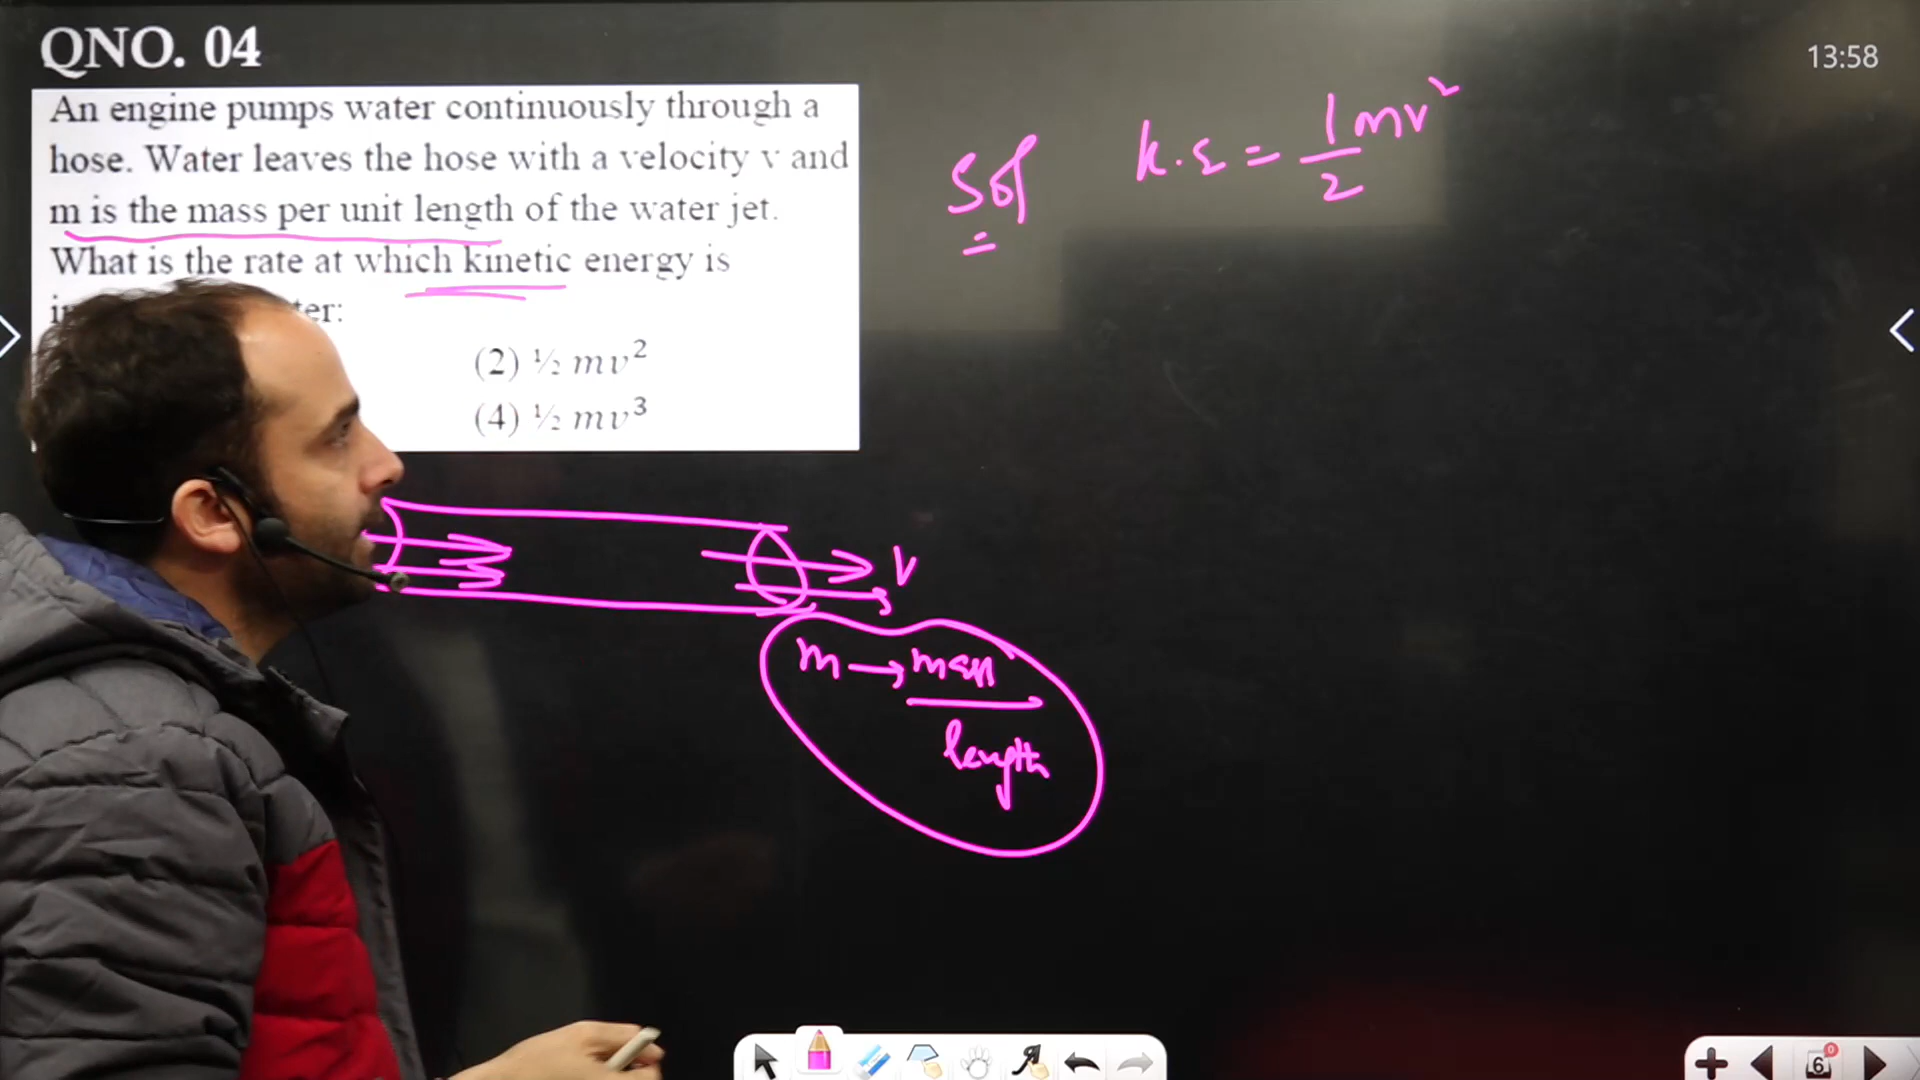 QNO. 04
13:58
An engine pumps water continuously through a
hose. Water leaves the hose with a velocity v and
m is the mass per unit length of the water jet.
What is the rate at which kinetic energy is
(2) ½ mv²
(4) ½ mv³
Sol
K.E = 1/2 mv²
v
m → mass
length
6
0